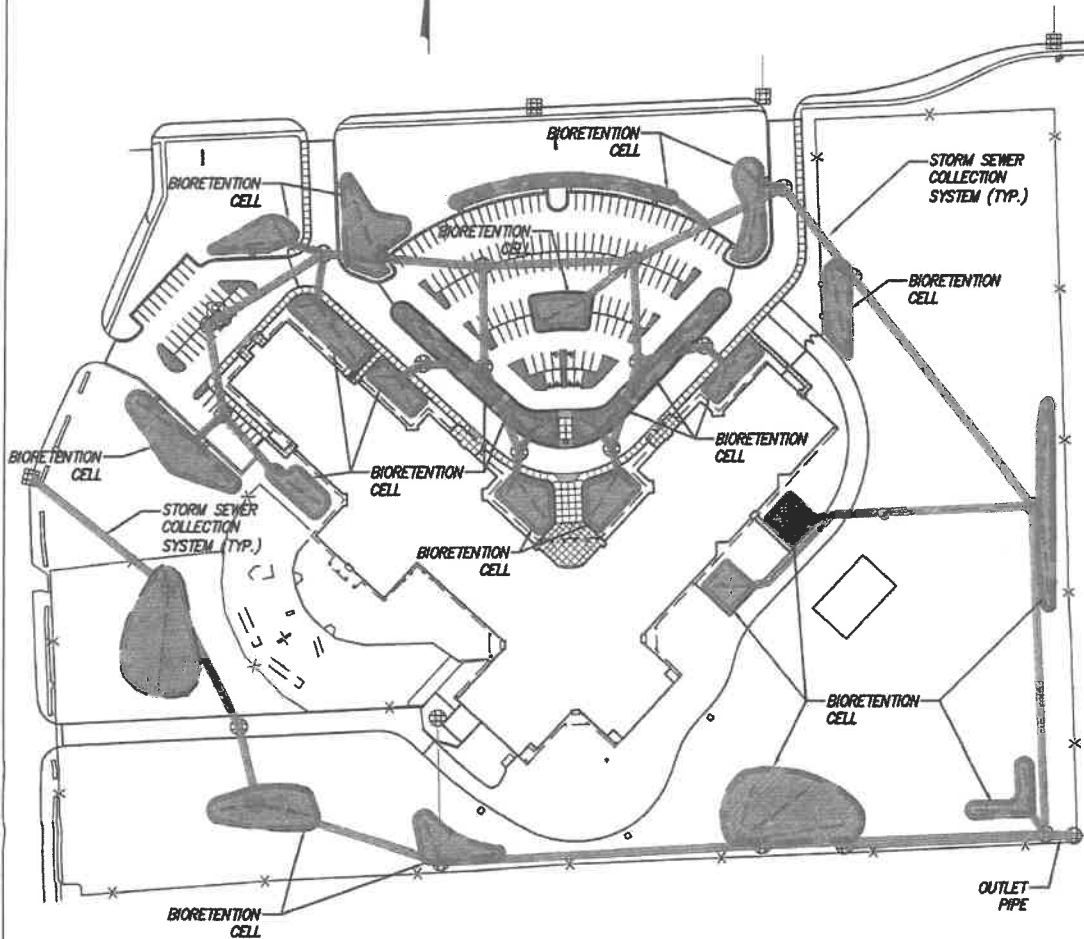 BIORETENTION
CELL
STORM SEWER
COLLECTION
SYSTEM (TYP.)
BIORETENTION
CELL
BIORETENTION
CELL
BIORETENTION
CELL
BIORETENTION
CELL
BIORETENTION
CELL
BIORETENTION
CELL
STORM SEWER
COLLECTION
SYSTEM (TYP.)
BIORETENTION
CELL
BIORETENTION
CELL
OUTLET
PIPE
BIORETENTION
CELL